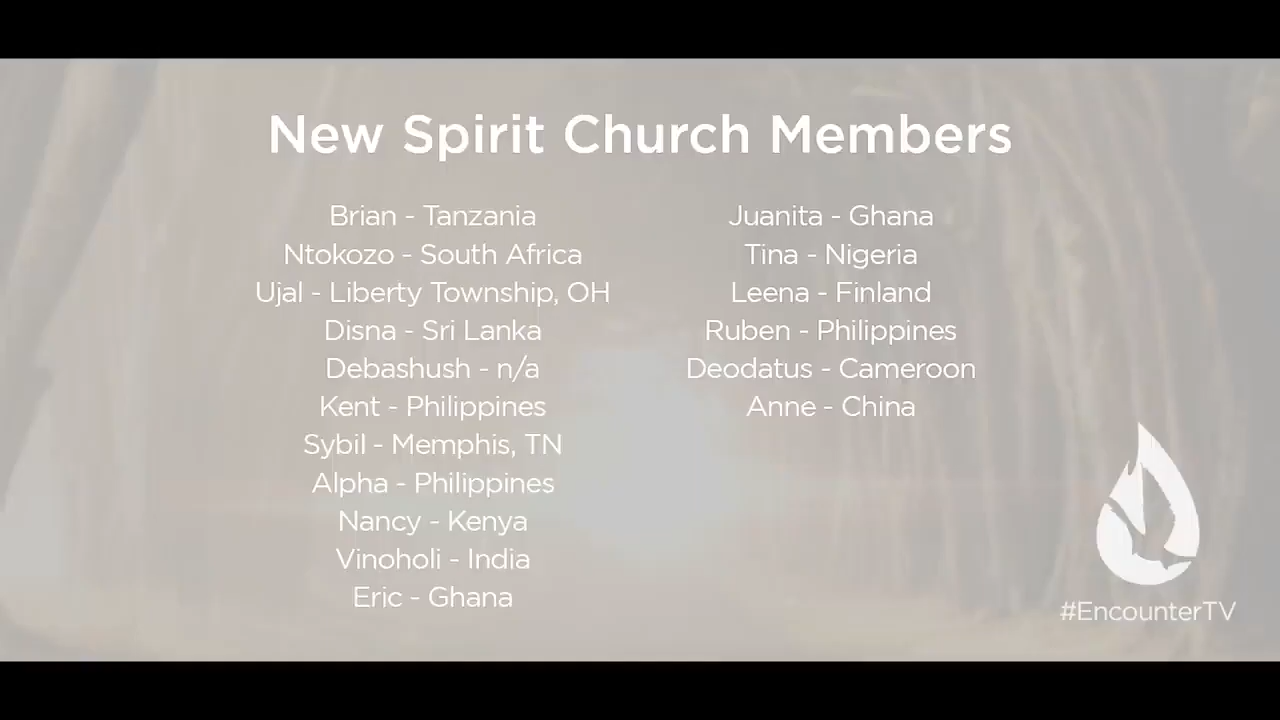 New Spirit Church Members
Brian - Tanzania
Ntokozo - South Africa
Ujal - Liberty Township, OH
Disna - Sri Lanka
Debashush - n/a
Kent - Philippines
Sybil - Memphis, TN
Alpha - Philippines
Nancy - Kenya
Vinoholi - India
Eric - Ghana
Juanita - Ghana
Tina - Nigeria
Leena - Finland
Ruben - Philippines
Deodatus - Cameroon
Anne - China
#EncounterTV